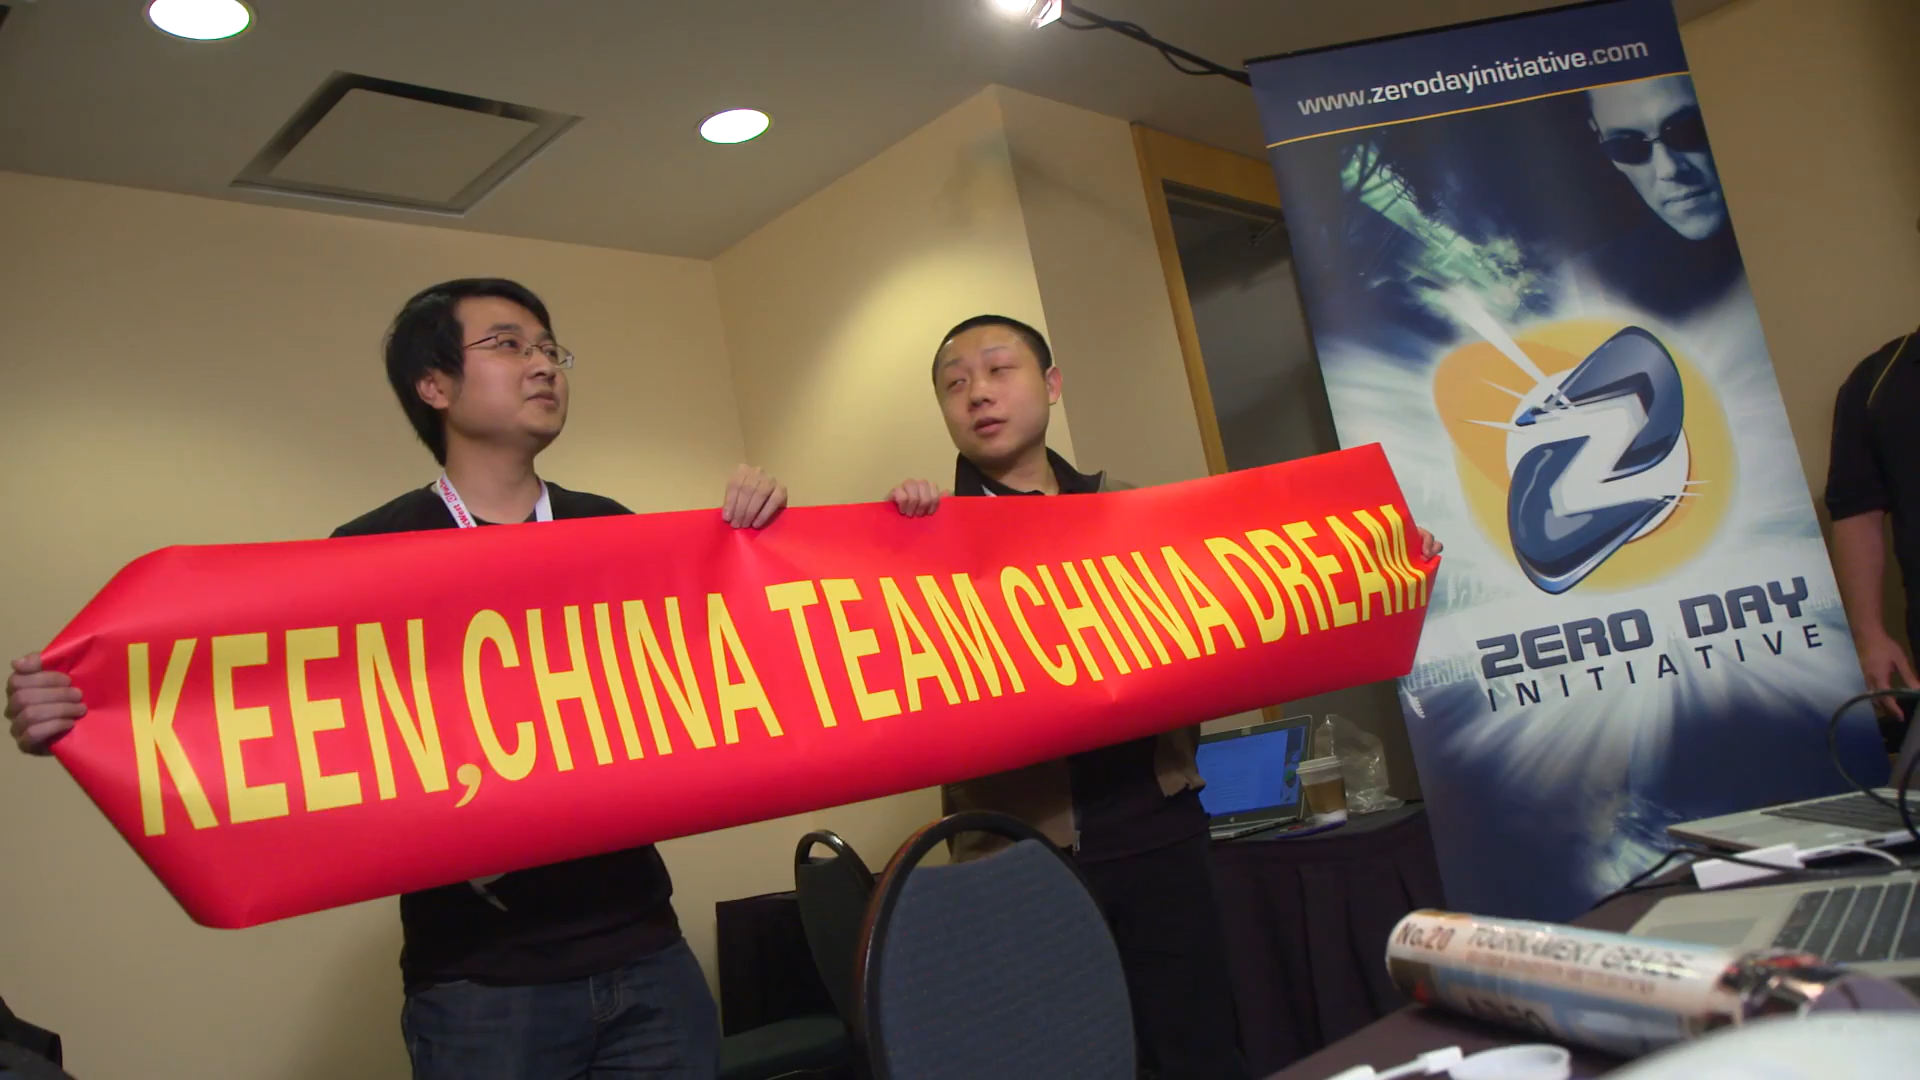 www.zerodayinitiative.com
KEEN,CHINA TEAM CHINA DREAM
ZERO DAY
INITIATIVE
No.20 TOURNAMENT GRADE